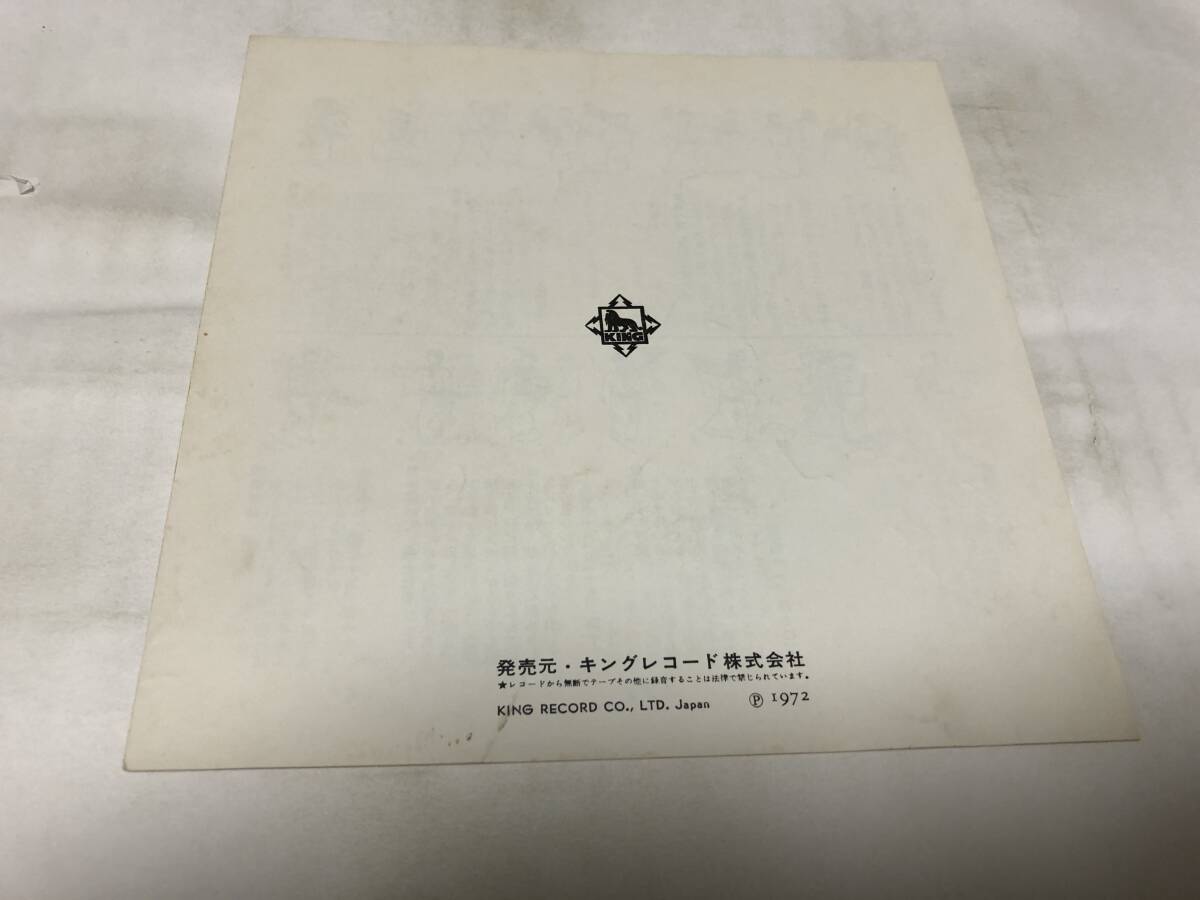 KING
発売元・キングレコード株式会社
★レコードから無断でテープその他に録音することは法律で禁じられています。
KING RECORD CO., LTD. Japan ℗ 1972